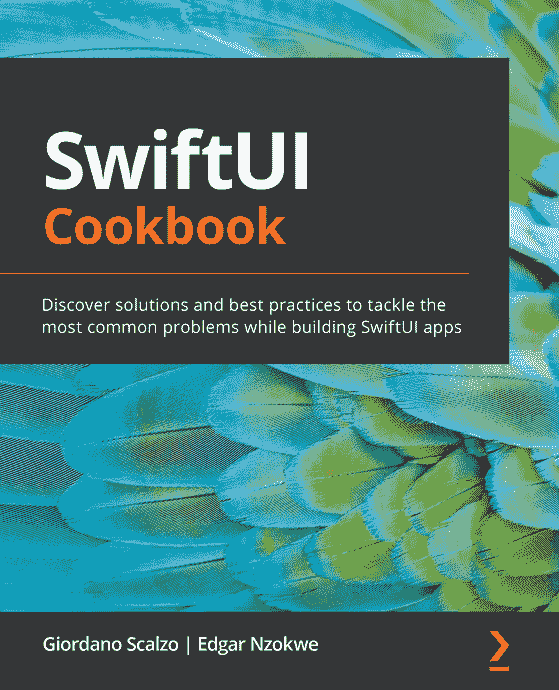 SwiftUI
Cookbook
Discover solutions and best practices to tackle the
most common problems while building SwiftUI apps
Giordano Scalzo | Edgar Nzokwe